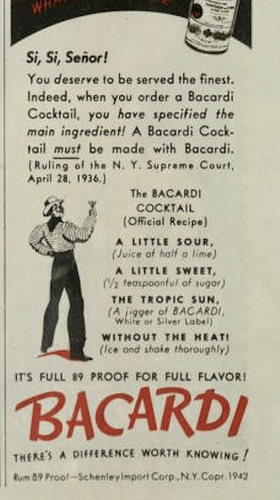 Si, Si, Señor!
You deserve to be served the finest.
Indeed, when you order a Bacardi
Cocktail, you have specified the
main ingredient! A Bacardi Cock-
tail must be made with Bacardi.
(Ruling of the N. Y. Supreme Court,
April 28, 1936.)
The BACARDI
COCKTAIL
(Official Recipe)
A LITTLE SOUR,
(Juice of half a lime)
A LITTLE SWEET,
(½ teaspoonful of sugar)
THE TROPIC SUN,
(A jigger of BACARDI,
White or Silver Label)
WITHOUT THE HEAT!
(Ice and shake thoroughly)
IT'S FULL 89 PROOF FOR FULL FLAVOR!
BACARDI
THERE'S A DIFFERENCE WORTH KNOWING!
Rum 89 Proof—Schenley Import Corp., N.Y. Copr. 1942